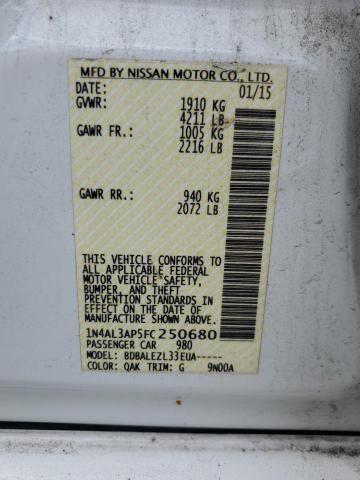 MFD BY NISSAN MOTOR CO., LTD.
DATE: 01/15
GVWR: 1910 KG
4211 LB
GAWR FR: 1005 KG
2216 LB
GAWR RR: 940 KG
2072 LB
THIS VEHICLE CONFORMS TO
ALL APPLICABLE FEDERAL
MOTOR VEHICLE SAFETY,
BUMPER, AND THEFT
PREVENTION STANDARDS IN
EFFECT ON THE DATE OF
MANUFACTURE SHOWN ABOVE.
1N4AL3AP5FC250680
PASSENGER CAR 980
MODEL: BDBALEZL33EUA-----
COLOR: QAK TRIM: G 9N00A